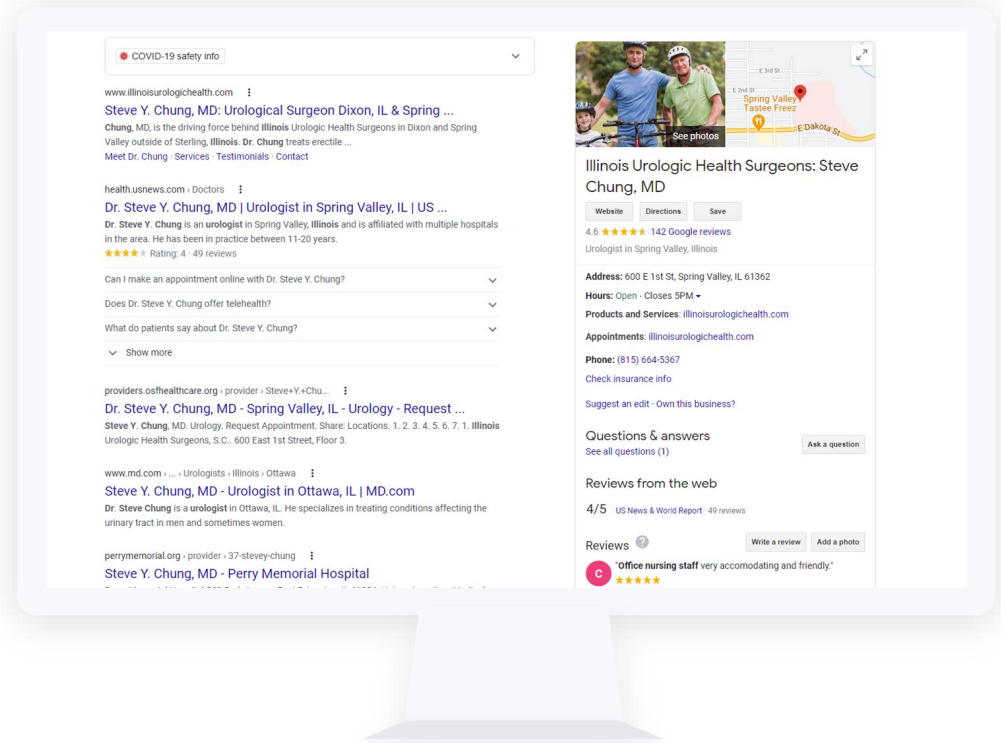 COVID-19 safety info
www.illinoisurologichealth.com
Steve Y. Chung, MD: Urological Surgeon Dixon, IL & Spring ...
Chung, MD, is the driving force behind Illinois Urologic Health Surgeons in Dixon and Spring
Valley outside of Sterling, Illinois. Dr. Chung treats erectile ...
Meet Dr. Chung · Services · Testimonials · Contact
health.usnews.com › Doctors
Dr. Steve Y. Chung, MD | Urologist in Spring Valley, IL | US ...
Dr. Steve Y. Chung is an urologist in Spring Valley, Illinois and is affiliated with multiple hospitals
in the area. He has been in practice between 11-20 years.
Rating: 4 · 49 reviews
Can I make an appointment online with Dr. Steve Y. Chung?
Does Dr. Steve Y. Chung offer telehealth?
What do patients say about Dr. Steve Y. Chung?
Show more
providers.osfhealthcare.org › provider › Steve+Y.+Chu...
Dr. Steve Y. Chung, MD - Spring Valley, IL - Urology - Request ...
Steve Y. Chung, MD. Urology. Request Appointment. Share: Locations. 1. 2. 3. 4. 5. 6. 7. 1. Illinois
Urologic Health Surgeons, S.C.. 600 East 1st Street, Floor 3.
www.md.com › ... › Urologists › Illinois › Ottawa
Steve Y. Chung, MD - Urologist in Ottawa, IL | MD.com
Dr. Steve Chung is a urologist in Ottawa, IL. He specializes in treating conditions affecting the
urinary tract in men and sometimes women.
perrymemorial.org › provider › 37-stevey-chung
Steve Y. Chung, MD - Perry Memorial Hospital
See photos
E 3rd St
E 2nd St
Spring Valley
Tastee Freez
E Dakota St
Illinois Urologic Health Surgeons: Steve
Chung, MD
Website Directions Save
4.6 142 Google reviews
Urologist in Spring Valley, Illinois
Address: 600 E 1st St, Spring Valley, IL 61362
Hours: Open · Closes 5PM
Products and Services: illinoisurologichealth.com
Appointments: illinoisurologichealth.com
Phone: (815) 664-5367
Check insurance info
Suggest an edit · Own this business?
Questions & answers
See all questions (1)
Ask a question
Reviews from the web
4/5 US News & World Report · 49 reviews
Reviews ?
Write a review Add a photo
C
"Office nursing staff very accomodating and friendly."